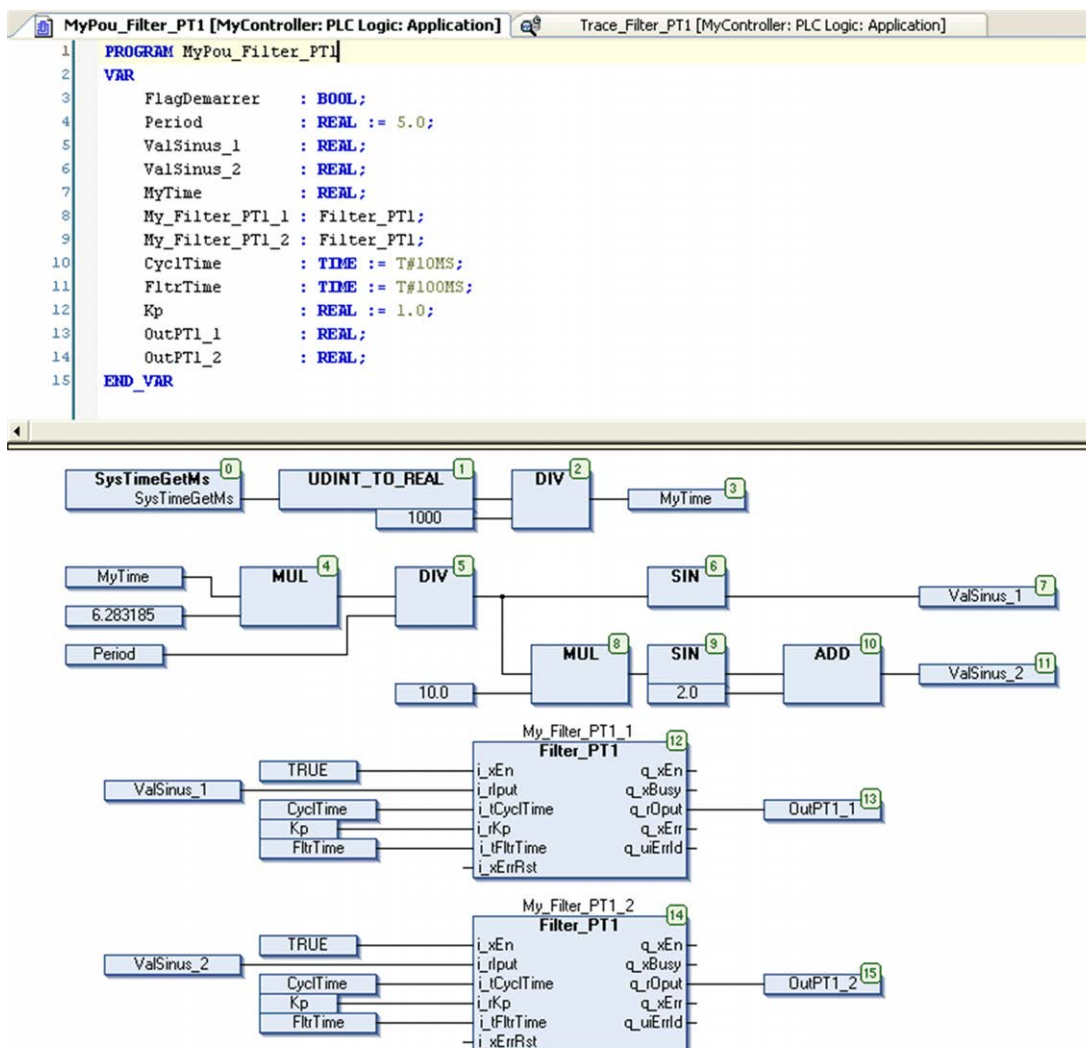 MyPou_Filter_PT1 [MyController: PLC Logic: Application] Trace_Filter_PT1 [MyController: PLC Logic: Application]
1 PROGRAM MyPou_Filter_PT1
2 VAR
3 FlagDemarrer : BOOL;
4 Period : REAL := 5.0;
5 ValSinus_1 : REAL;
6 ValSinus_2 : REAL;
7 MyTime : REAL;
8 My_Filter_PT1_1 : Filter_PT1;
9 My_Filter_PT1_2 : Filter_PT1;
10 CyclTime : TIME := T#10MS;
11 FltrTime : TIME := T#100MS;
12 Kp : REAL := 1.0;
13 OutPT1_1 : REAL;
14 OutPT1_2 : REAL;
15 END_VAR
SysTimeGetMs 0 UDINT_TO_REAL 1 DIV 2
SysTimeGetMs MyTime 3
1000
MyTime MUL 4 DIV 5 SIN 6
ValSinus_1 7
6.283185
Period MUL 8 SIN 9 ADD 10
ValSinus_2 11
10.0 2.0
My_Filter_PT1_1
Filter_PT1 12
TRUE i_xEn q_xEn
ValSinus_1 i_rIput q_xBusy
CyclTime i_tCyclTime q_rOput OutPT1_1 13
Kp i_rKp q_xErr
FltrTime i_tFltrTime q_uiErrId
i_xErrRst
My_Filter_PT1_2
Filter_PT1 14
TRUE i_xEn q_xEn
ValSinus_2 i_rIput q_xBusy
CyclTime i_tCyclTime q_rOput OutPT1_2 15
Kp i_rKp q_xErr
FltrTime i_tFltrTime q_uiErrId
i_xErrRst